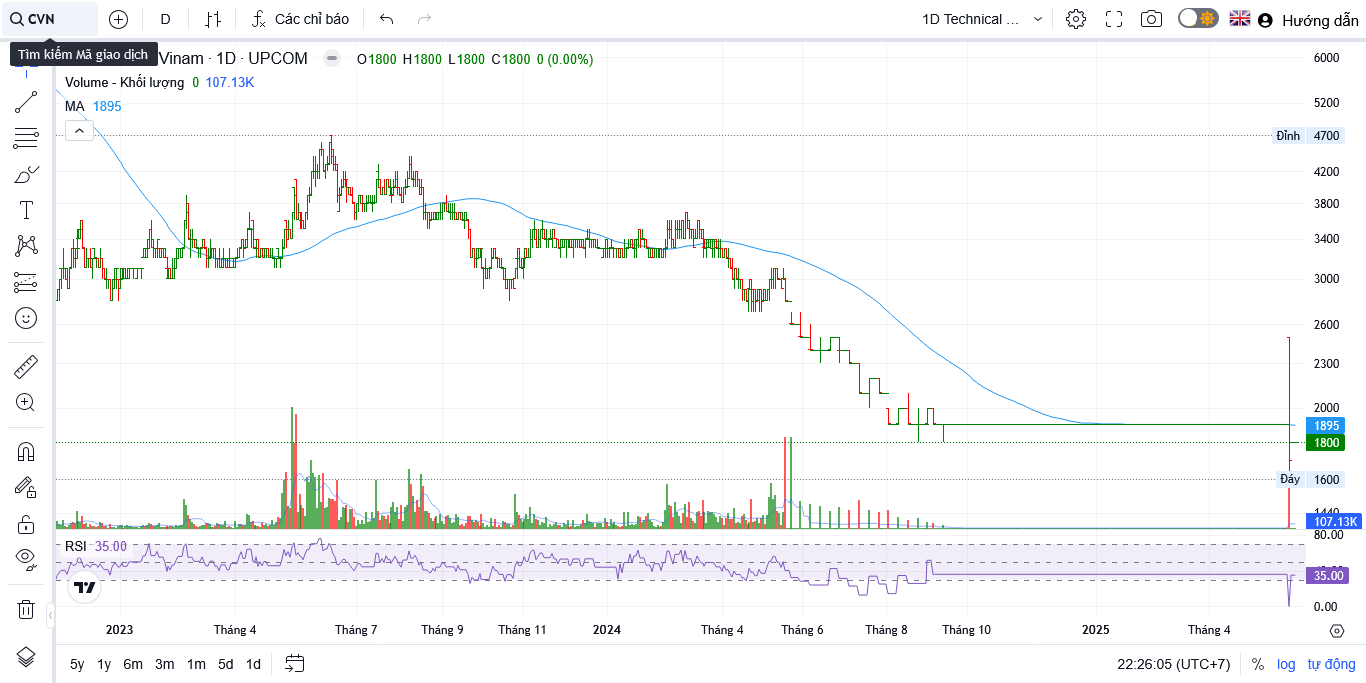 CVN D Các chỉ báo 1D Technical ... Hướng dẫn
Tìm kiếm Mã giao dịch
Vinam · 1D · UPCOM O1800 H1800 L1800 C1800 0 (0.00%)
Volume - Khối lượng 0 107.13K
MA 1895
6000
5200
Đỉnh 4700
4200
3800
3400
3000
2600
2300
2000
1895
1800
Đáy 1600
107.13K
80.00
RSI 35.00
35.00
0.00
2023 Tháng 4 Tháng 7 Tháng 9 Tháng 11 2024 Tháng 4 Tháng 6 Tháng 8 Tháng 10 2025 Tháng 4
5y 1y 6m 3m 1m 5d 1d 22:26:05 (UTC+7) % log tự động